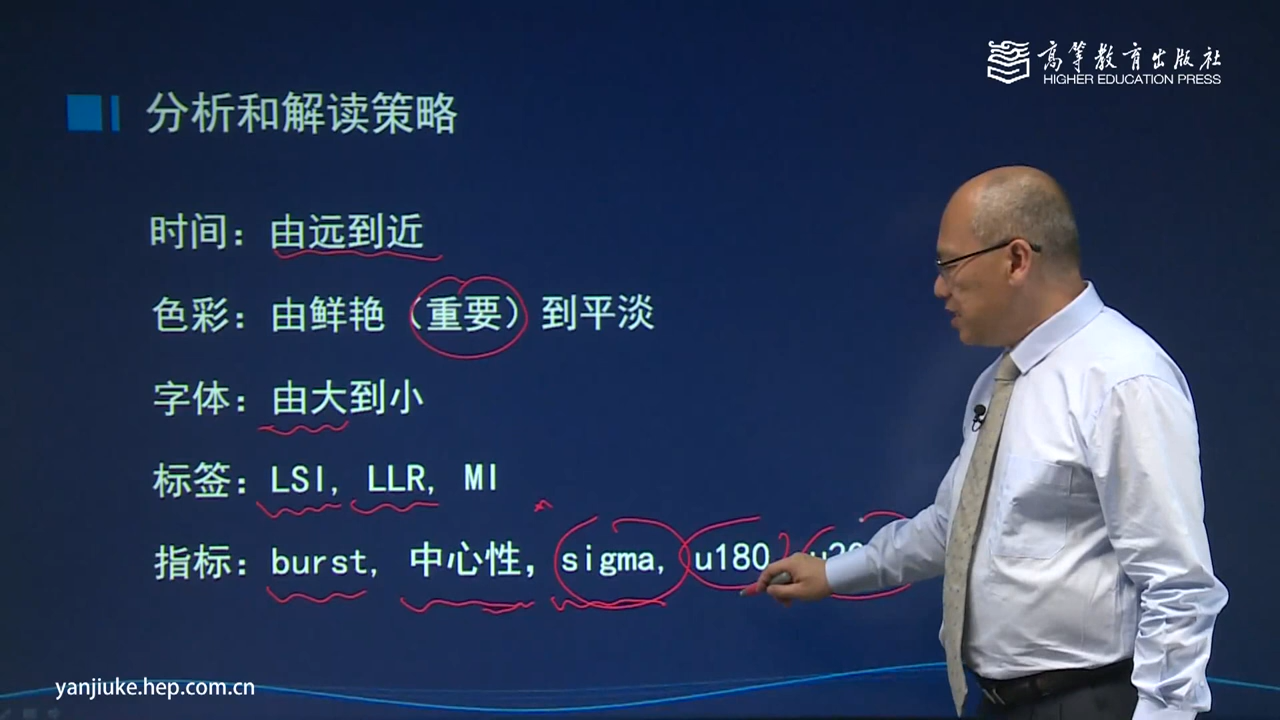 高等教育出版社
HIGHER EDUCATION PRESS
分析和解读策略
时间：由远到近
色彩：由鲜艳（重要）到平淡
字体：由大到小
标签：LSI, LLR, MI
指标：burst, 中心性，sigma, u180
yanjiuke.hep.com.cn